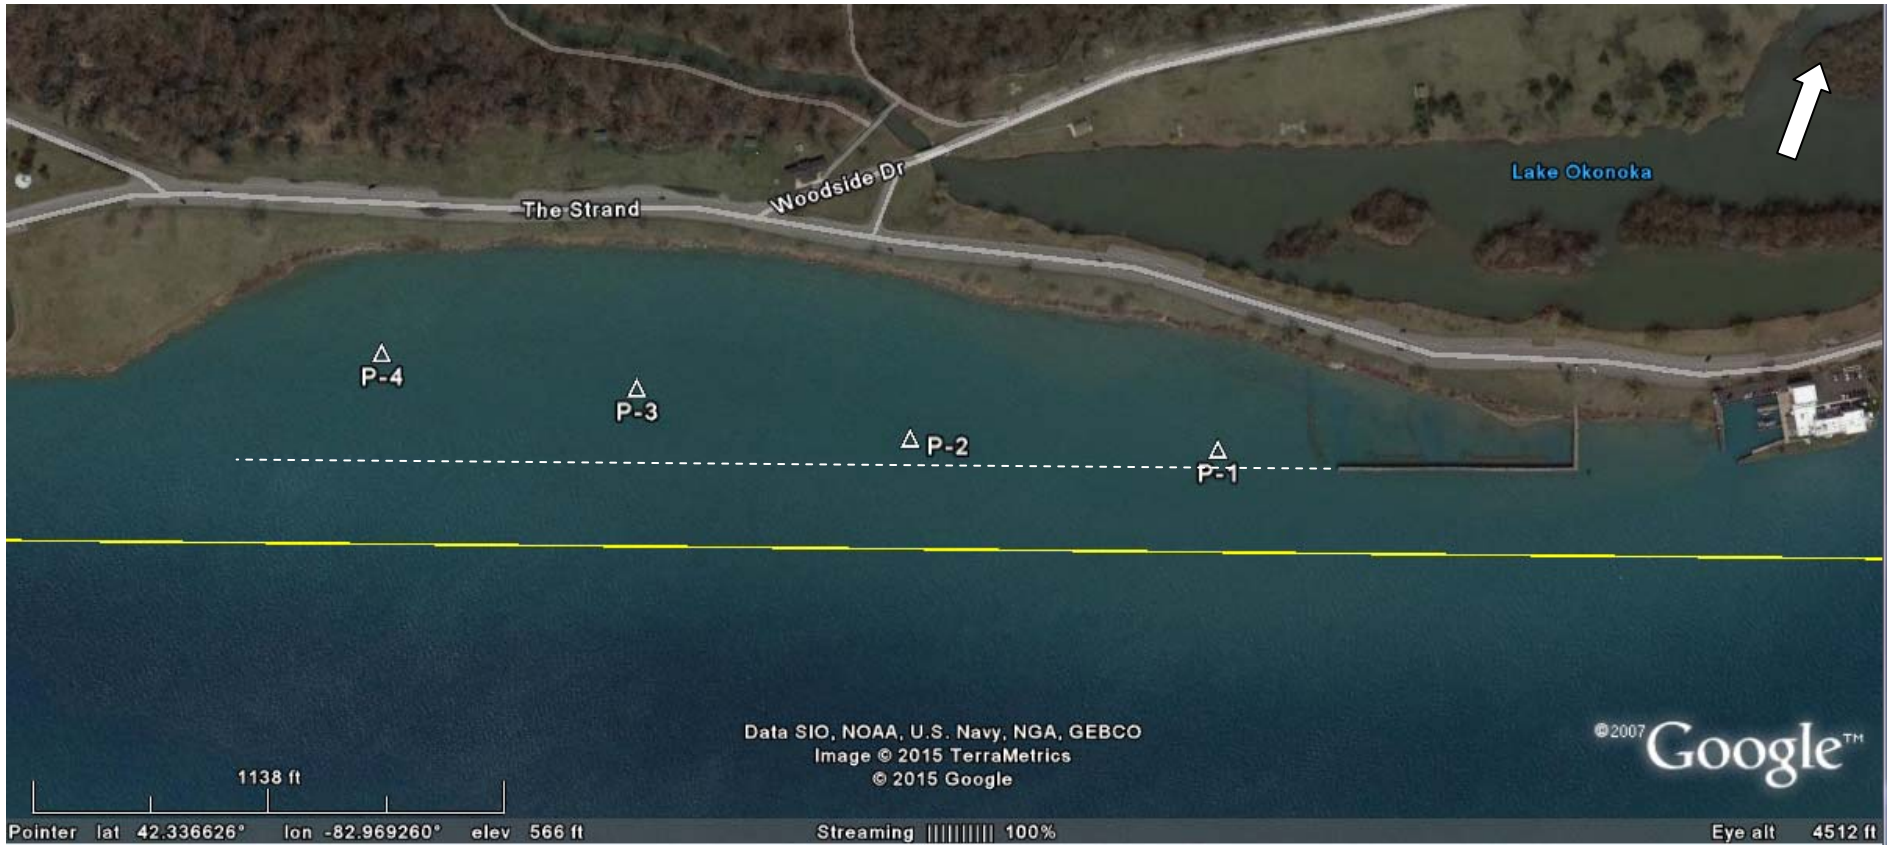 Lake Okonoka
Woodside Dr
The Strand
P-4
P-3
P-2
P-1
Data SIO, NOAA, U.S. Navy, NGA, GEBCO
Image © 2015 TerraMetrics
© 2015 Google
©2007 Google™
1138 ft
Pointer lat 42.336626° lon -82.969260° elev 566 ft Streaming |||||||||| 100% Eye alt 4512 ft